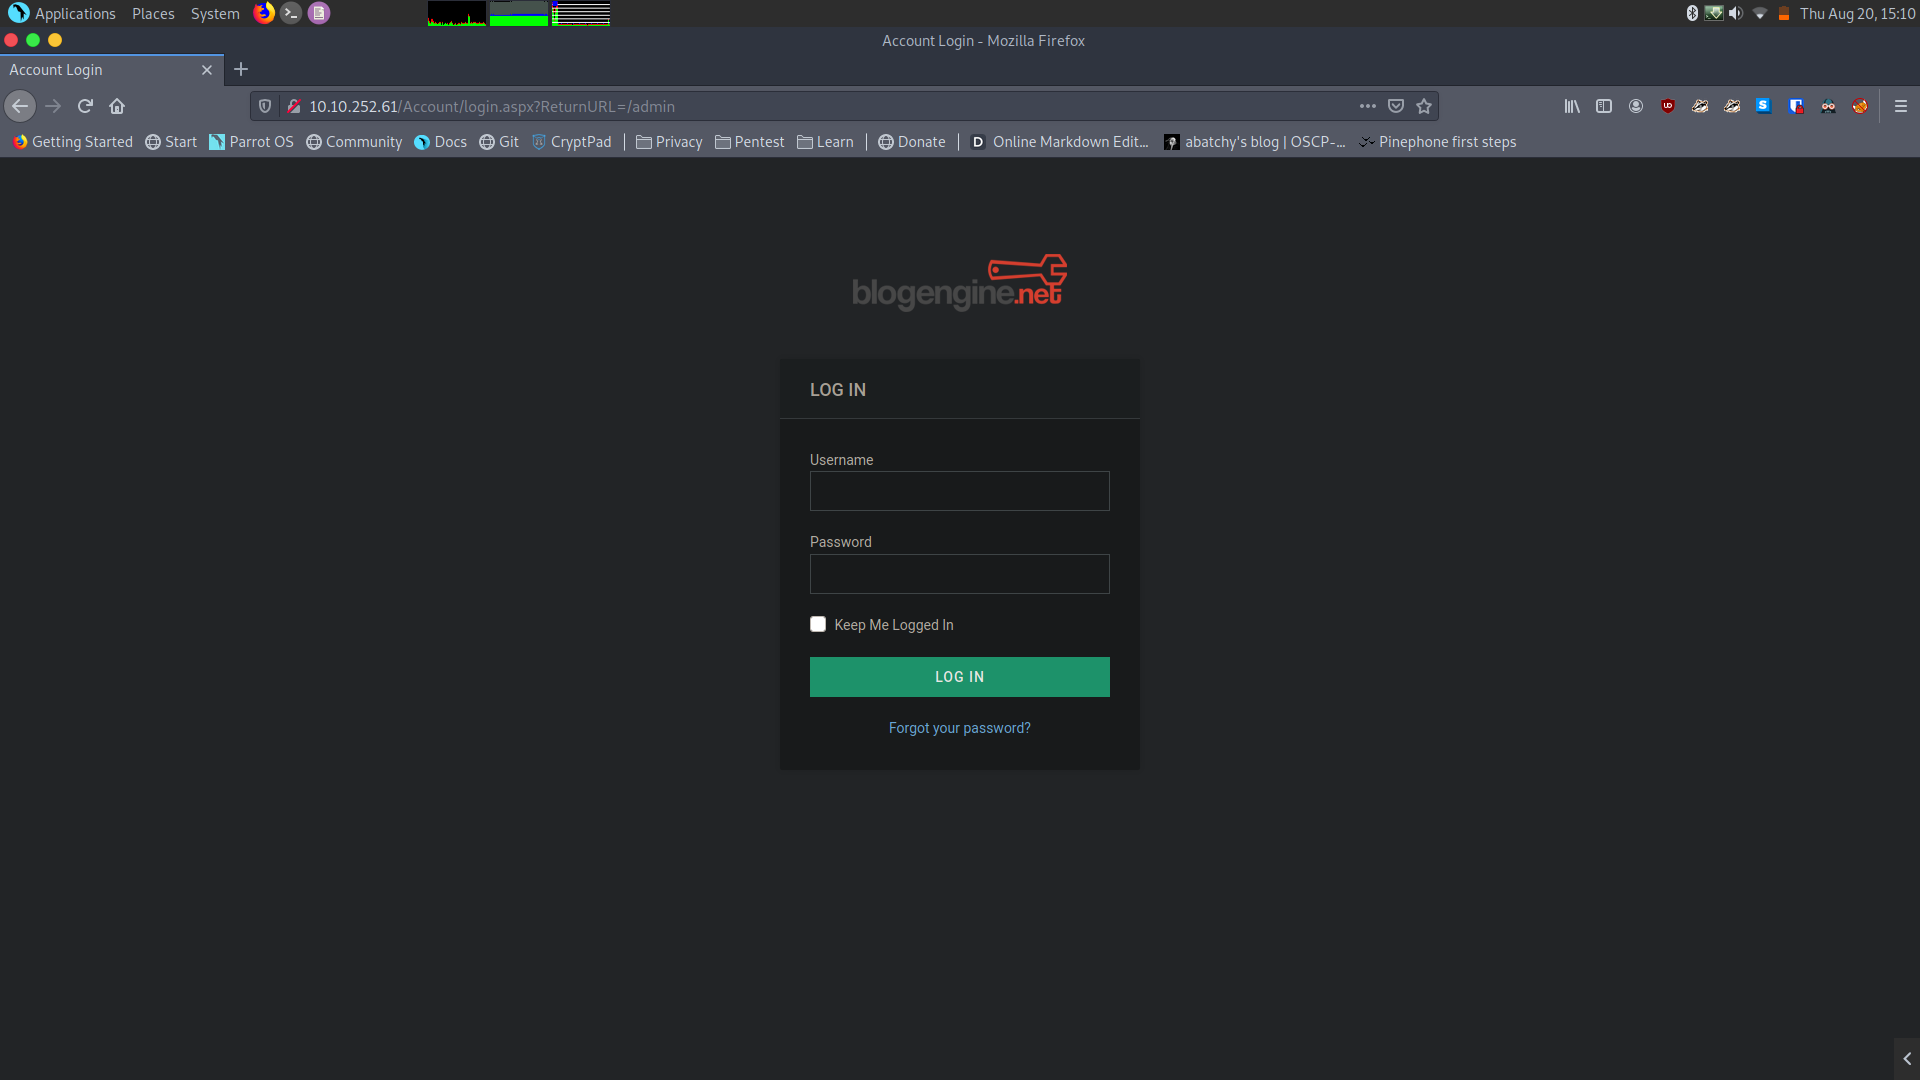 Applications Places System Thu Aug 20, 15:10
Account Login - Mozilla Firefox
Account Login
10.10.252.61/Account/login.aspx?ReturnURL=/admin
Getting Started Start Parrot OS Community Docs Git CryptPad Privacy Pentest Learn Donate Online Markdown Edit... abatchy's blog | OSCP-... Pinephone first steps
blogengine.net
LOG IN
Username
Password
Keep Me Logged In
LOG IN
Forgot your password?